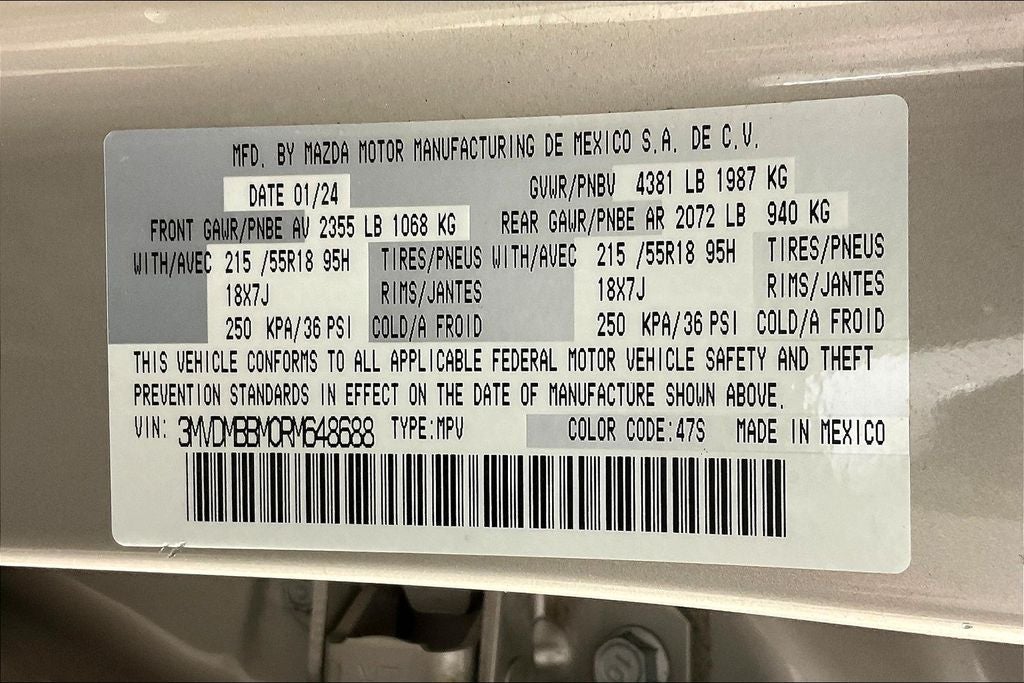 MFD. BY MAZDA MOTOR MANUFACTURING DE MEXICO S.A. DE C.V.
DATE 01/24 GVWR/PNBV 4381 LB 1987 KG
FRONT GAWR/PNBE AV 2355 LB 1068 KG REAR GAWR/PNBE AR 2072 LB 940 KG
WITH/AVEC 215 /55R18 95H TIRES/PNEUS WITH/AVEC 215 /55R18 95H TIRES/PNEUS
18X7J RIMS/JANTES 18X7J RIMS/JANTES
250 KPA/36 PSI COLD/A FROID 250 KPA/36 PSI COLD/A FROID
THIS VEHICLE CONFORMS TO ALL APPLICABLE FEDERAL MOTOR VEHICLE SAFETY AND THEFT
PREVENTION STANDARDS IN EFFECT ON THE DATE OF MANUFACTURE SHOWN ABOVE.
VIN: 3MVDMBBM0RM648688 TYPE:MPV COLOR CODE:47S MADE IN MEXICO